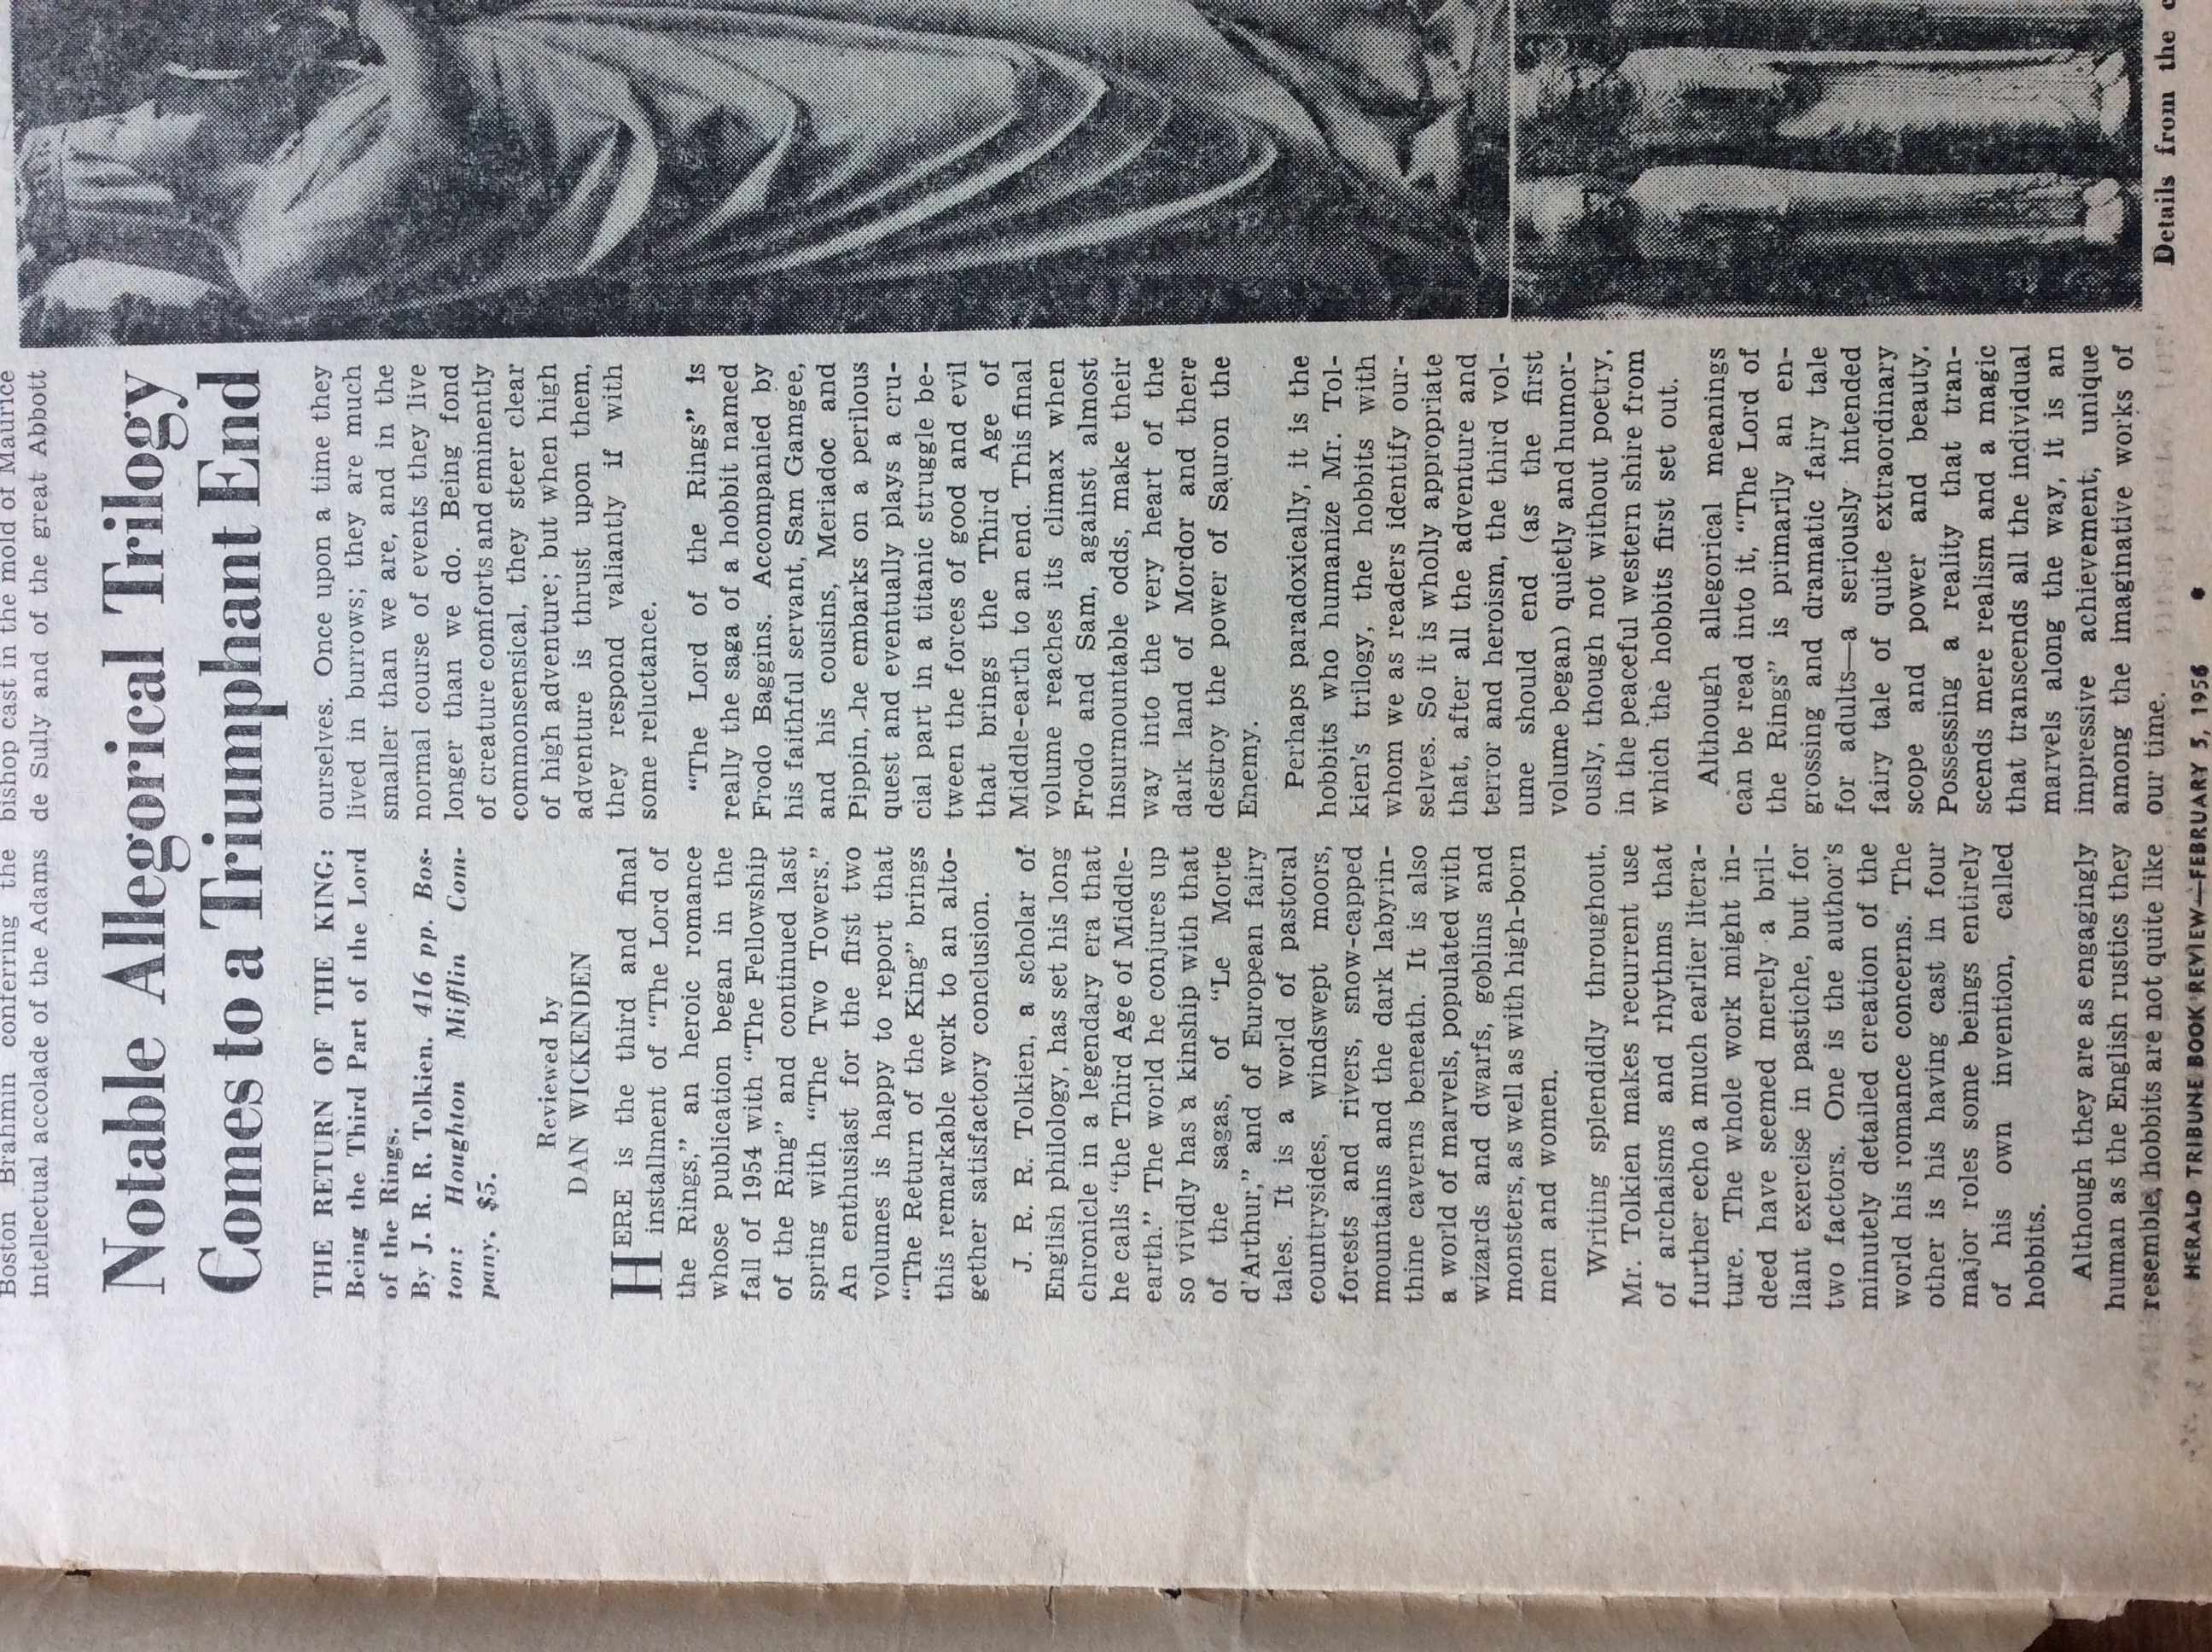 Boston Brahmin conferring the
intellectual accolade of the Adams
bishop cast in the mold of Maurice
de Sully and of the great Abbott
Notable Allegorical Trilogy
Comes to a Triumphant End
THE RETURN OF THE KING:
Being the Third Part of the Lord
of the Rings.
By J. R. R. Tolkien. 416 pp. Bos-
ton: Houghton Mifflin Com-
pany. $5.
Reviewed by
DAN WICKENDEN
HERE is the third and final
installment of "The Lord of
the Rings," an heroic romance
whose publication began in the
fall of 1954 with "The Fellowship
of the Ring" and continued last
spring with "The Two Towers."
An enthusiast for the first two
volumes is happy to report that
"The Return of the King" brings
this remarkable work to an alto-
gether satisfactory conclusion.
J. R. R. Tolkien, a scholar of
English philology, has set his long
chronicle in a legendary era that
he calls "the Third Age of Middle-
earth." The world he conjures up
so vividly has a kinship with that
of the sagas, of "Le Morte
d'Arthur," and of European fairy
tales. It is a world of pastoral
countrysides, windswept moors,
forests and rivers, snow-capped
mountains and the dark labyrin-
thine caverns beneath. It is also
a world of marvels, populated with
wizards and dwarfs, goblins and
monsters, as well as with high-born
men and women.
Writing splendidly throughout,
Mr. Tolkien makes recurrent use
of archaisms and rhythms that
further echo a much earlier litera-
ture. The whole work might in-
deed have seemed merely a bril-
liant exercise in pastiche, but for
two factors. One is the author's
minutely detailed creation of the
world his romance concerns. The
other is his having cast in four
major roles some beings entirely
of his own invention, called
hobbits.
Although they are as engagingly
human as the English rustics they
resemble, hobbits are not quite like
ourselves. Once upon a time they
lived in burrows; they are much
smaller than we are, and in the
normal course of events they live
longer than we do. Being fond
of creature comforts and eminently
commonsensical, they steer clear
of high adventure; but when high
adventure is thrust upon them,
they respond valiantly if with
some reluctance.
"The Lord of the Rings" is
really the saga of a hobbit named
Frodo Baggins. Accompanied by
his faithful servant, Sam Gamgee,
and his cousins, Meriadoc and
Pippin, he embarks on a perilous
quest and eventually plays a cru-
cial part in a titanic struggle be-
tween the forces of good and evil
that brings the Third Age of
Middle-earth to an end. This final
volume reaches its climax when
Frodo and Sam, against almost
insurmountable odds, make their
way into the very heart of the
dark land of Mordor and there
destroy the power of Sauron the
Enemy.
Perhaps paradoxically, it is the
hobbits who humanize Mr. Tol-
kien's trilogy, the hobbits with
whom we as readers identify our-
selves. So it is wholly appropriate
that, after all the adventure and
terror and heroism, the third vol-
ume should end (as the first
volume began) quietly and humor-
ously, though not without poetry,
in the peaceful western shire from
which the hobbits first set out.
Although allegorical meanings
can be read into it, "The Lord of
the Rings" is primarily an en-
grossing and dramatic fairy tale
for adults—a seriously intended
fairy tale of quite extraordinary
scope and power and beauty.
Possessing a reality that tran-
scends mere realism and a magic
that transcends all the individual
marvels along the way, it is an
impressive achievement, unique
among the imaginative works of
our time.
Details from the c
HERALD TRIBUNE BOOK REVIEW—FEBRUARY 5, 1956 •